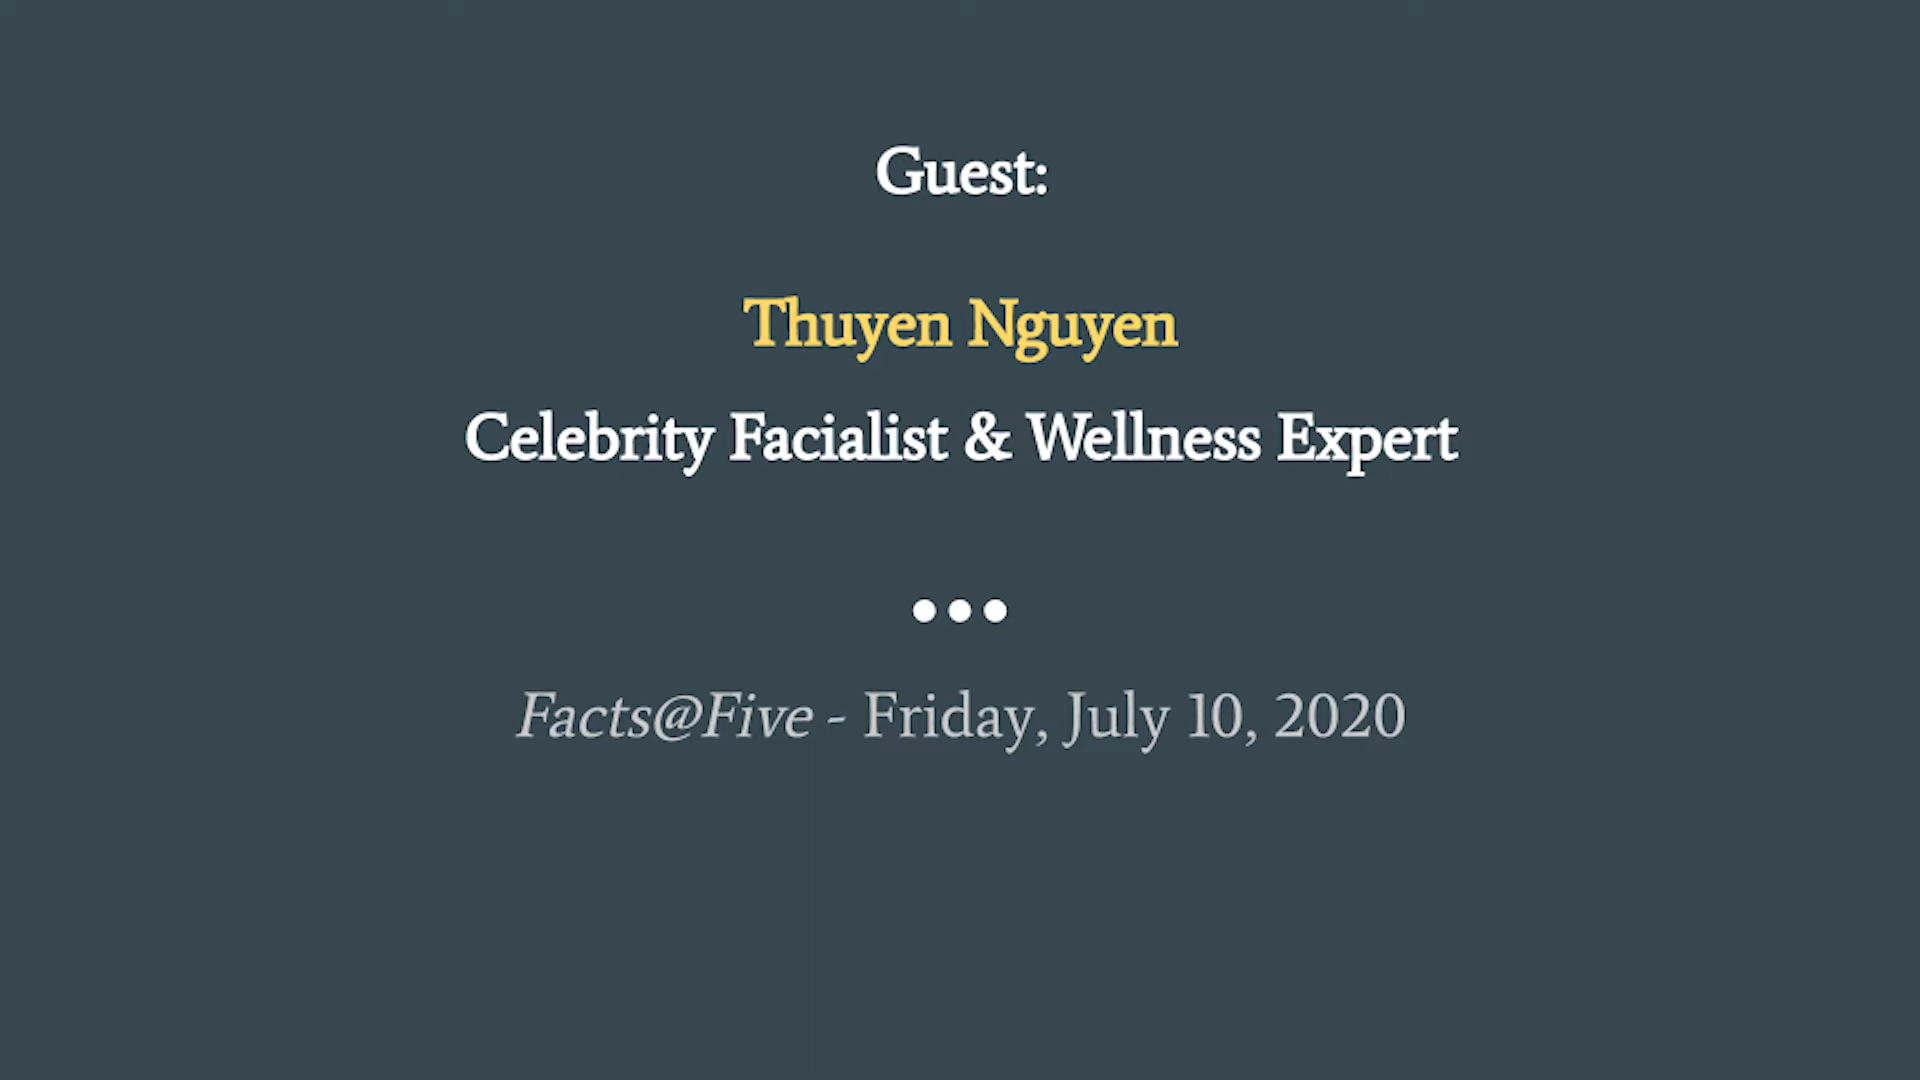 Guest:
Thuyen Nguyen
Celebrity Facialist & Wellness Expert
•••
Facts@Five - Friday, July 10, 2020